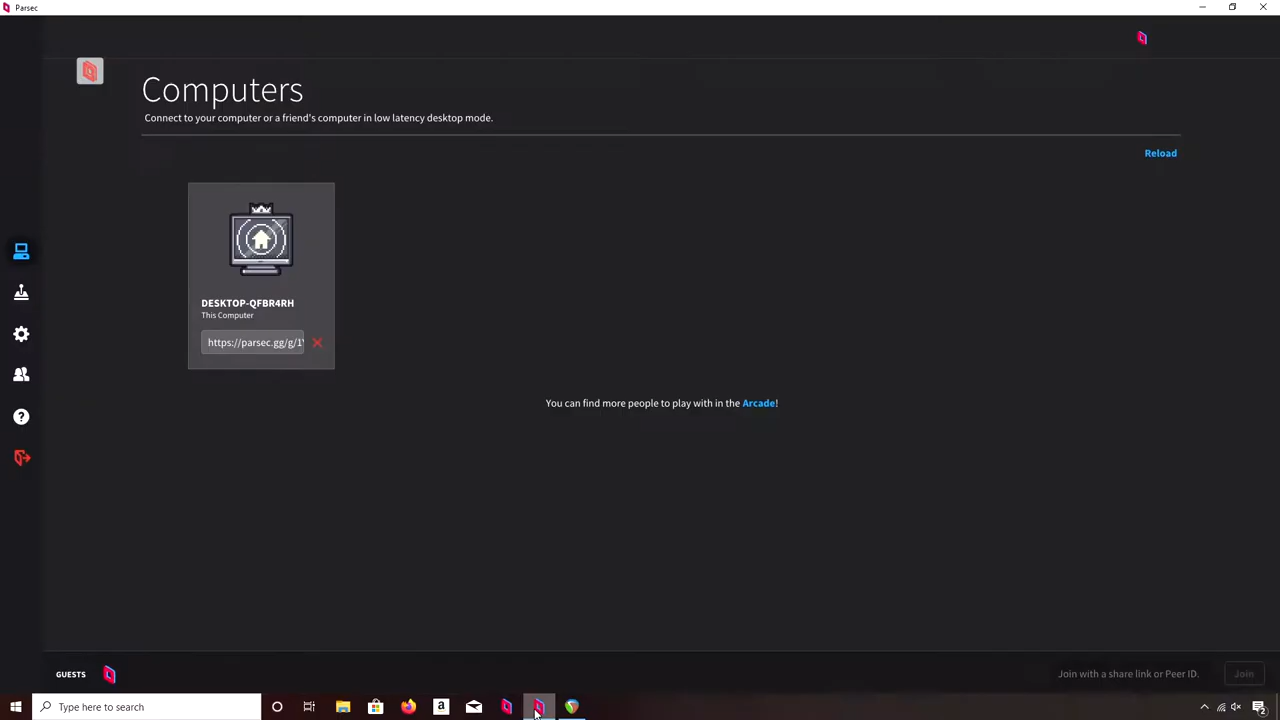 Parsec
Computers
Connect to your computer or a friend's computer in low latency desktop mode.
Reload
DESKTOP-QFBR4RH
This Computer
https://parsec.gg/g/1
You can find more people to play with in the Arcade!
GUESTS
Join with a share link or Peer ID.
Join
Type here to search